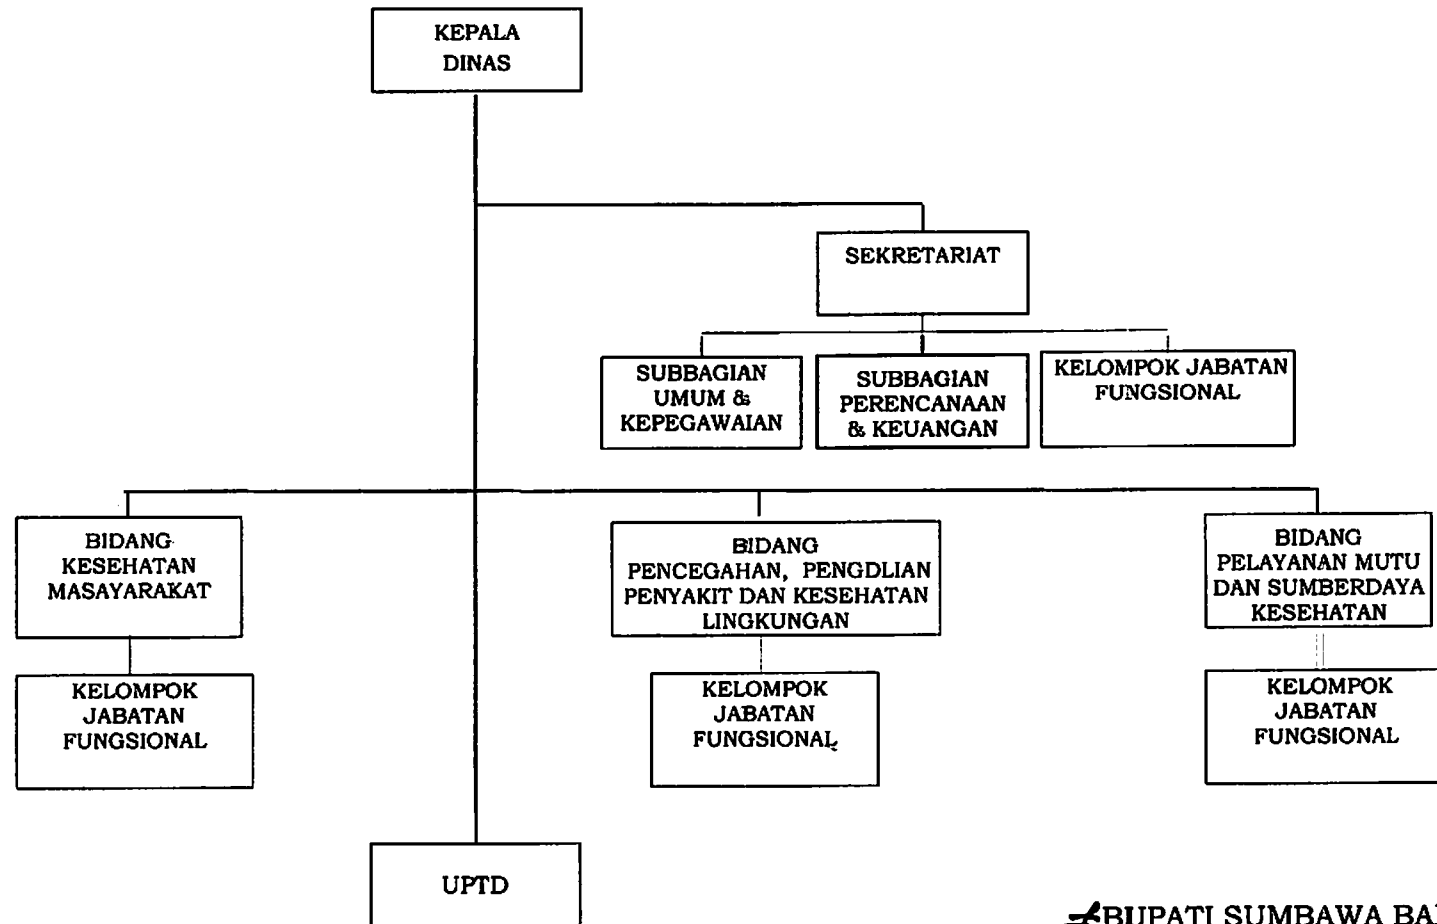 KEPALA
DINAS
SEKRETARIAT
SUBBAGIAN
UMUM &
KEPEGAWAIAN
SUBBAGIAN
PERENCANAAN
& KEUANGAN
KELOMPOK JABATAN
FUNGSIONAL
BIDANG
KESEHATAN
MASAYARAKAT
BIDANG
PENCEGAHAN, PENGDLIAN
PENYAKIT DAN KESEHATAN
LINGKUNGAN
BIDANG
PELAYANAN MUTU
DAN SUMBERDAYA
KESEHATAN
KELOMPOK
JABATAN
FUNGSIONAL
KELOMPOK
JABATAN
FUNGSIONAL
KELOMPOK
JABATAN
FUNGSIONAL
UPTD
BUPATI SUMBAWA